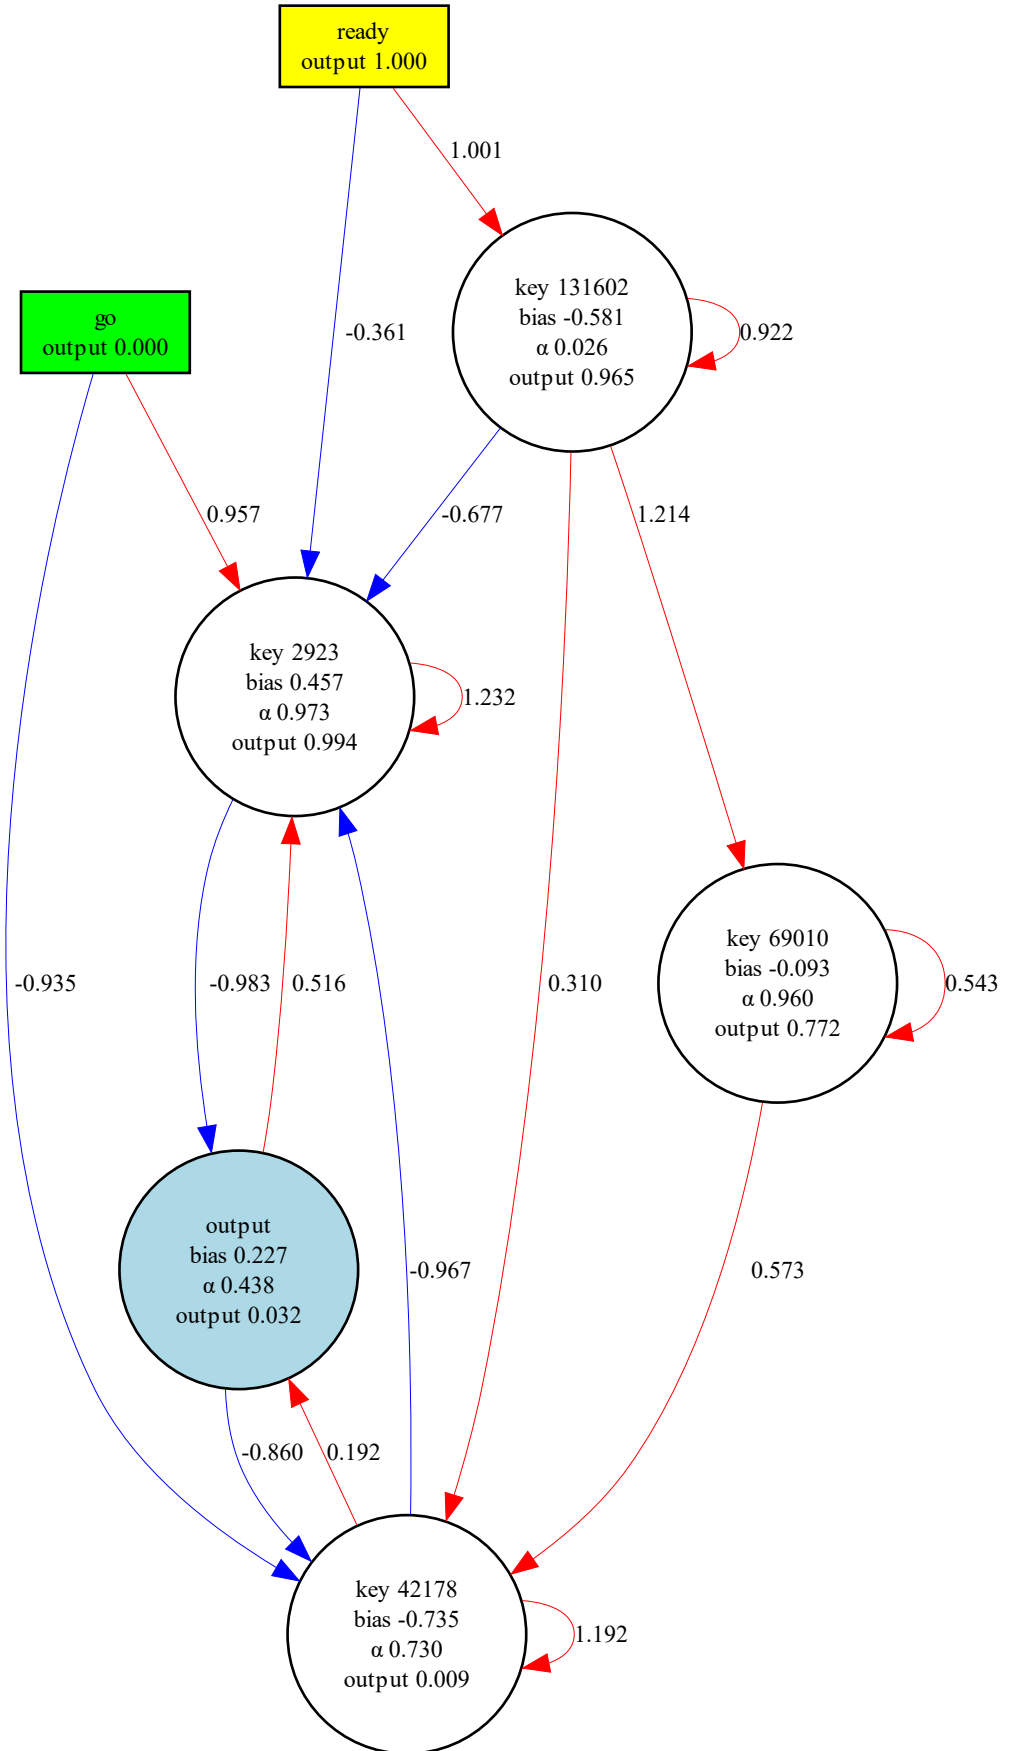 ready
output 1.000
1.001
go
output 0.000
-0.361
key 131602
bias -0.581
α 0.026
output 0.965
0.922
0.957
-0.677
1.214
key 2923
bias 0.457
α 0.973
output 0.994
1.232
-0.935
-0.983
0.516
0.310
key 69010
bias -0.093
α 0.960
output 0.772
0.543
output
bias 0.227
α 0.438
output 0.032
-0.967
0.573
-0.860
0.192
key 42178
bias -0.735
α 0.730
output 0.009
1.192